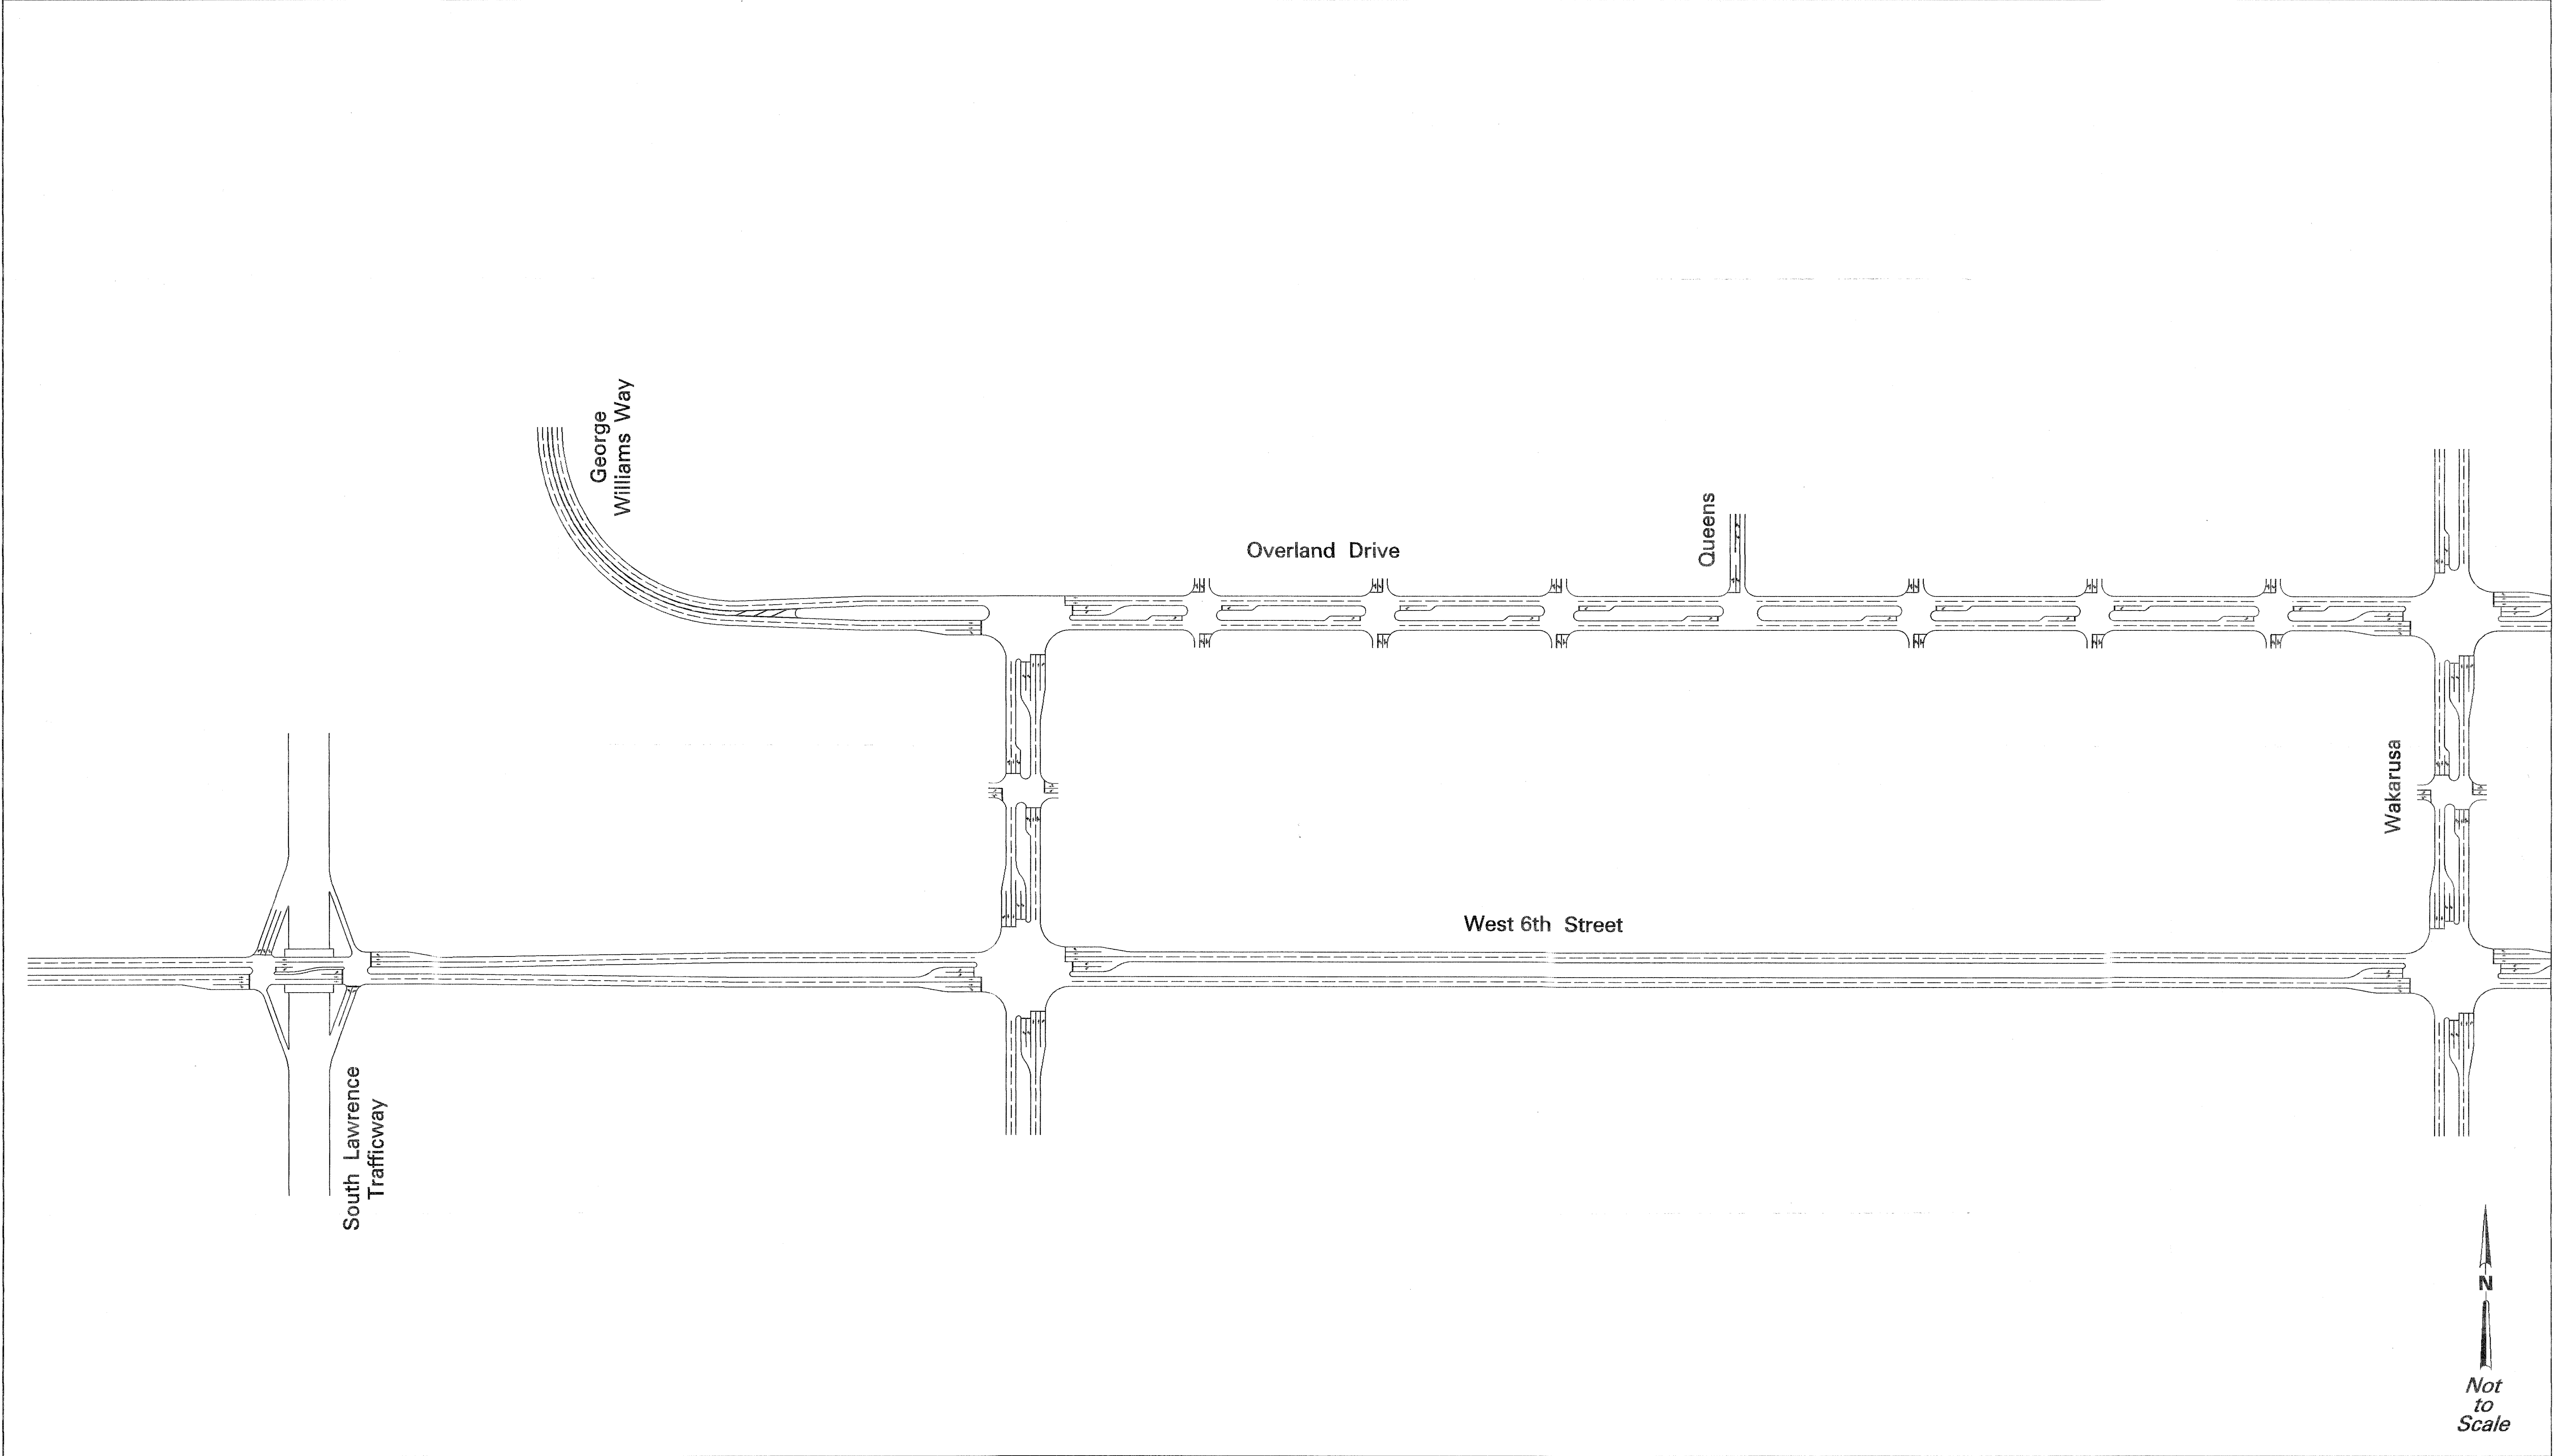 George
Williams Way
Queens
Overland Drive
Wakarusa
West 6th Street
South Lawrence
Trafficway
N
Not
to
Scale